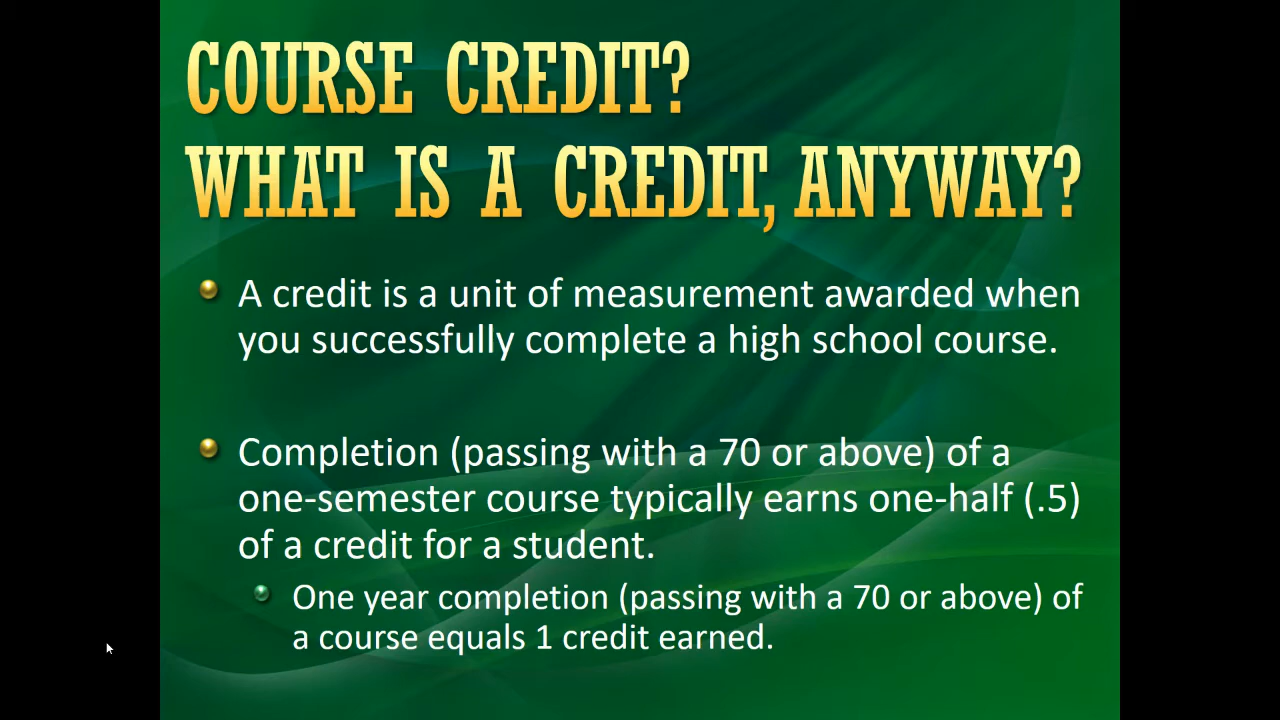 COURSE CREDIT?
WHAT IS A CREDIT, ANYWAY?
A credit is a unit of measurement awarded when
you successfully complete a high school course.
Completion (passing with a 70 or above) of a
one-semester course typically earns one-half (.5)
of a credit for a student.
One year completion (passing with a 70 or above) of
a course equals 1 credit earned.